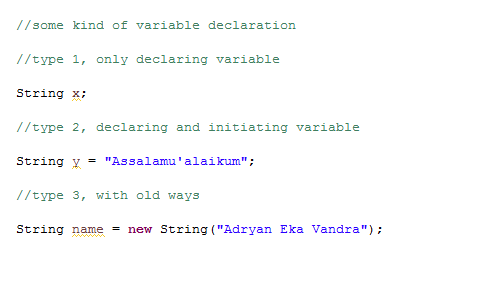 //some kind of variable declaration
//type 1, only declaring variable
String x;
//type 2, declaring and initiating variable
String y = "Assalamu'alaikum";
//type 3, with old ways
String name = new String("Adryan Eka Vandra");